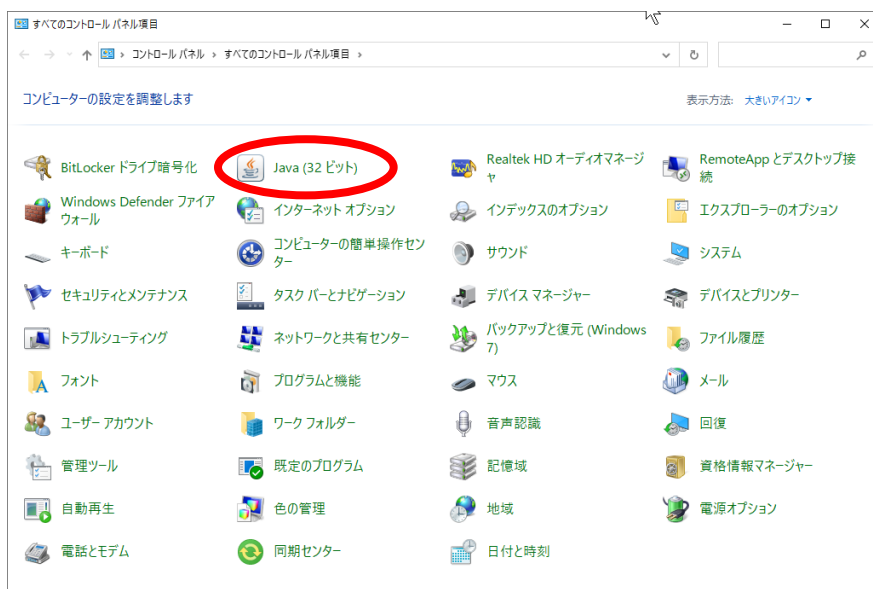 すべてのコントロール パネル項目
コントロール パネル › すべてのコントロール パネル項目 ›
コンピューターの設定を調整します
表示方法: 大きいアイコン
BitLocker ドライブ暗号化
Java (32 ビット)
Realtek HD オーディオマネージ
ャ
RemoteApp とデスクトップ接
続
Windows Defender ファイア
ウォール
インターネット オプション
インデックスのオプション
エクスプローラーのオプション
キーボード
コンピューターの簡単操作セン
ター
サウンド
システム
セキュリティとメンテナンス
タスク バーとナビゲーション
デバイス マネージャー
デバイスとプリンター
トラブルシューティング
ネットワークと共有センター
バックアップと復元 (Windows
7)
ファイル履歴
フォント
プログラムと機能
マウス
メール
ユーザー アカウント
ワーク フォルダー
音声認識
回復
管理ツール
既定のプログラム
記憶域
資格情報マネージャー
自動再生
色の管理
地域
電源オプション
電話とモデム
同期センター
日付と時刻